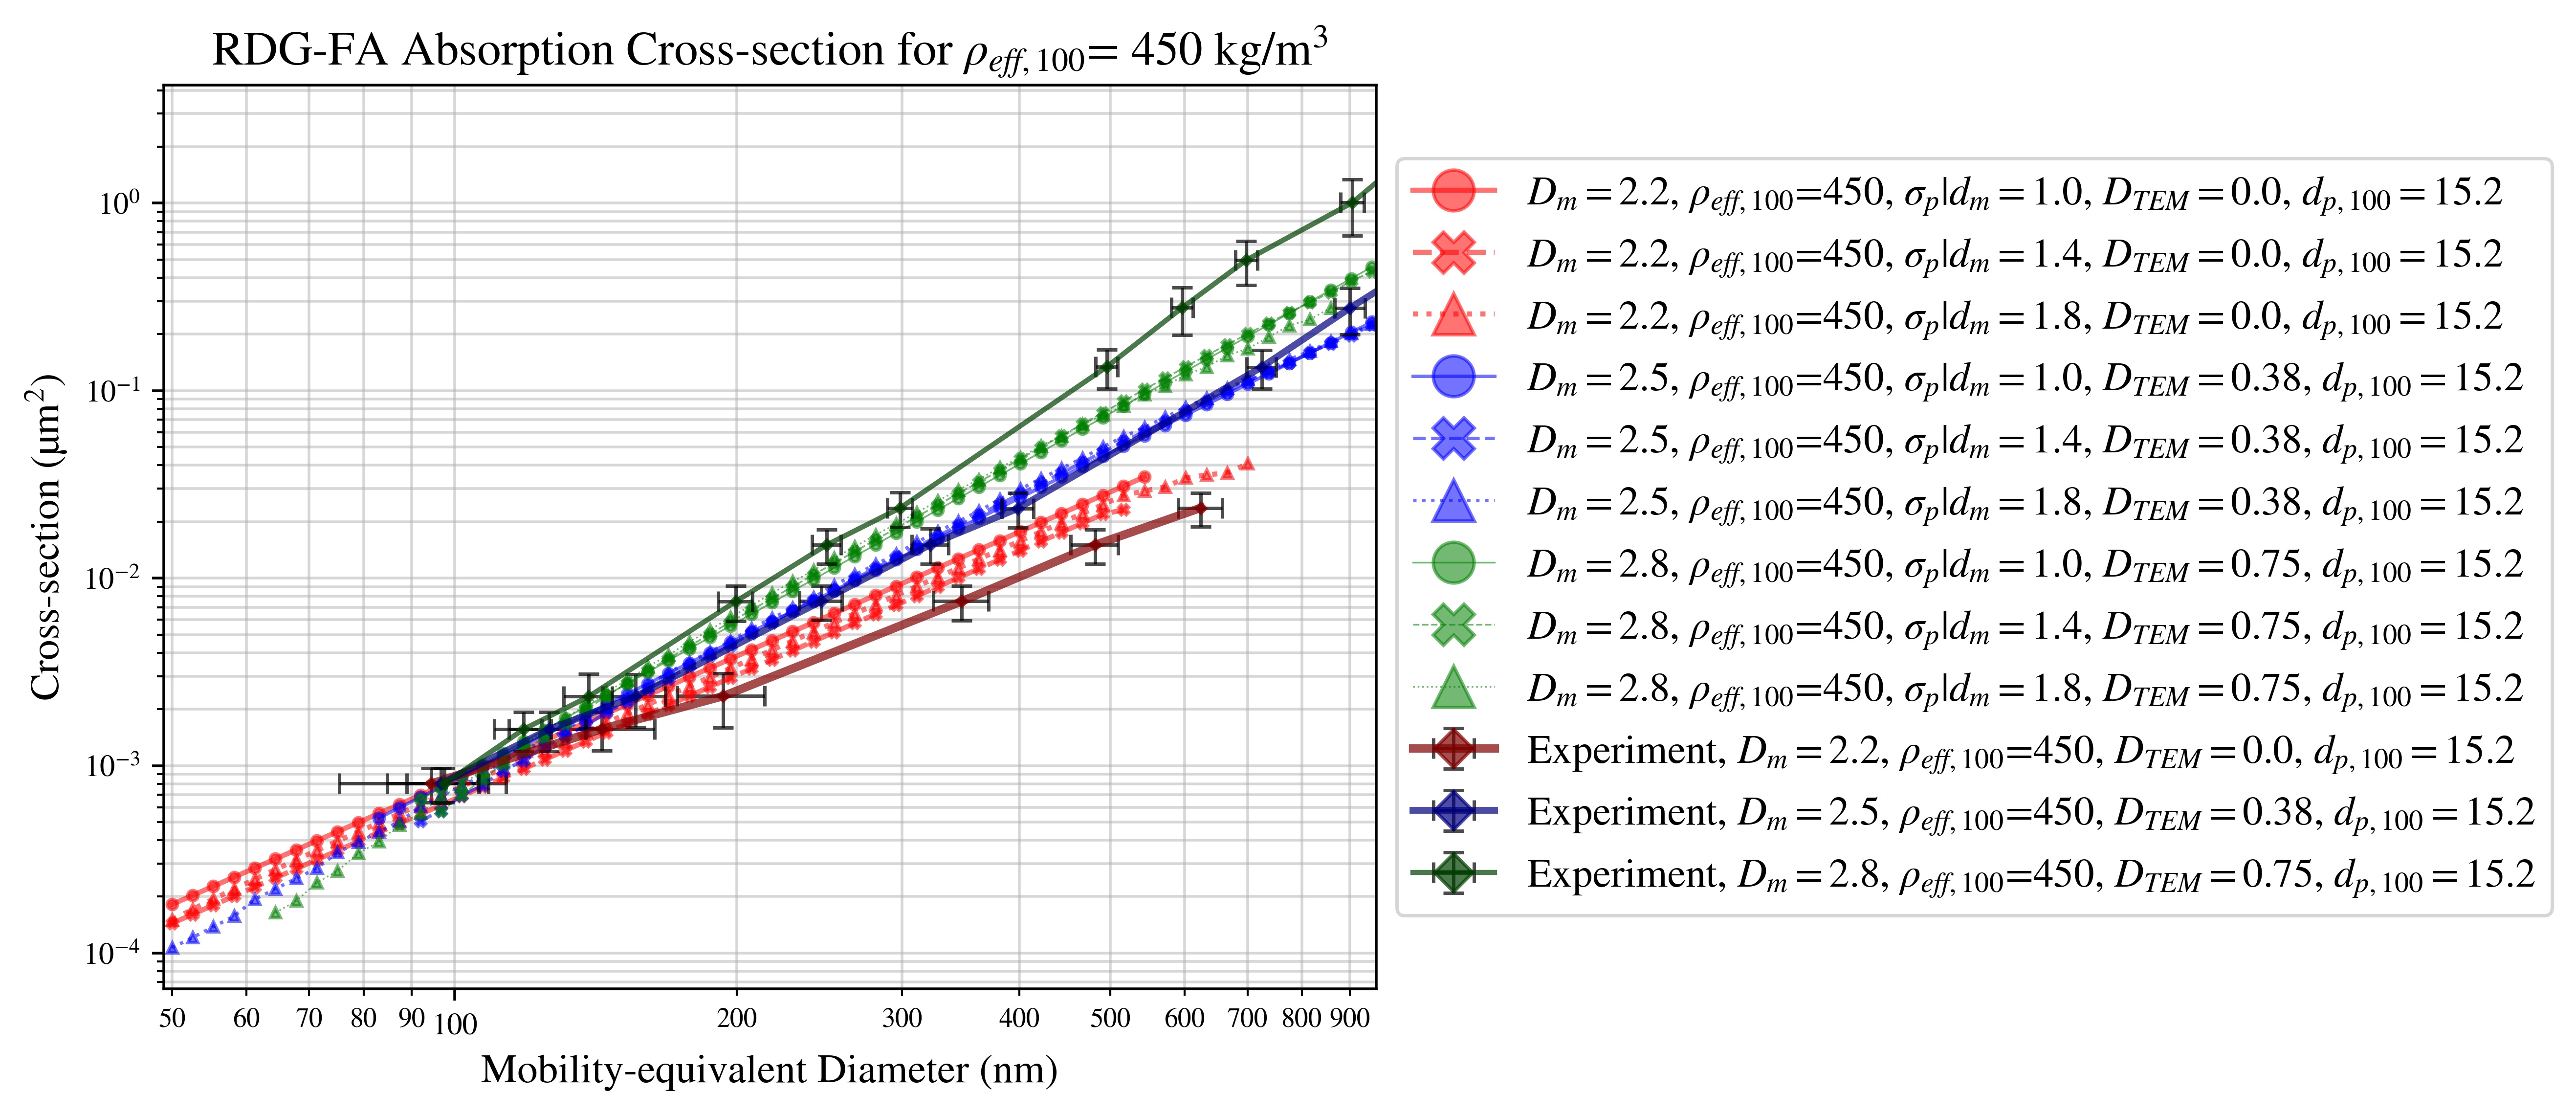 RDG-FA Absorption Cross-section for ρeff,100= 450 kg/m³
Cross-section (μm²)
10⁰
10⁻¹
10⁻²
10⁻³
10⁻⁴
50 60 70 80 90 100 200 300 400 500 600 700 800 900
Mobility-equivalent Diameter (nm)
Dm = 2.2, ρeff,100=450, σp|dm = 1.0, DTEM = 0.0, dp,100 = 15.2
Dm = 2.2, ρeff,100=450, σp|dm = 1.4, DTEM = 0.0, dp,100 = 15.2
Dm = 2.2, ρeff,100=450, σp|dm = 1.8, DTEM = 0.0, dp,100 = 15.2
Dm = 2.5, ρeff,100=450, σp|dm = 1.0, DTEM = 0.38, dp,100 = 15.2
Dm = 2.5, ρeff,100=450, σp|dm = 1.4, DTEM = 0.38, dp,100 = 15.2
Dm = 2.5, ρeff,100=450, σp|dm = 1.8, DTEM = 0.38, dp,100 = 15.2
Dm = 2.8, ρeff,100=450, σp|dm = 1.0, DTEM = 0.75, dp,100 = 15.2
Dm = 2.8, ρeff,100=450, σp|dm = 1.4, DTEM = 0.75, dp,100 = 15.2
Dm = 2.8, ρeff,100=450, σp|dm = 1.8, DTEM = 0.75, dp,100 = 15.2
Experiment, Dm = 2.2, ρeff,100=450, DTEM = 0.0, dp,100 = 15.2
Experiment, Dm = 2.5, ρeff,100=450, DTEM = 0.38, dp,100 = 15.2
Experiment, Dm = 2.8, ρeff,100=450, DTEM = 0.75, dp,100 = 15.2